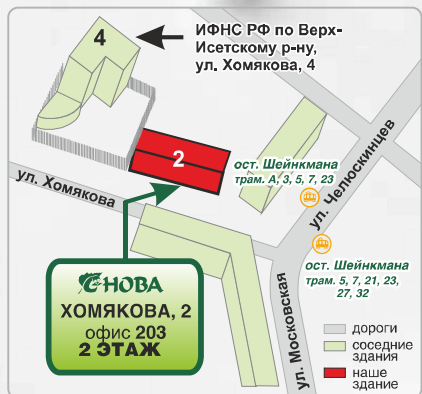 4
ИФНС РФ по Верх-
Исетскому р-ну,
ул. Хомякова, 4
2
ост. Шейнкмана
трам. А, 3, 5, 7, 23
ул. Челюскинцев
ул. Хомякова
ост. Шейнкмана
трам. 5, 7, 21, 23,
27, 32
СНОВА
ХОМЯКОВА, 2
офис 203
2 ЭТАЖ
ул. Московская
дороги
соседние
здания
наше
здание